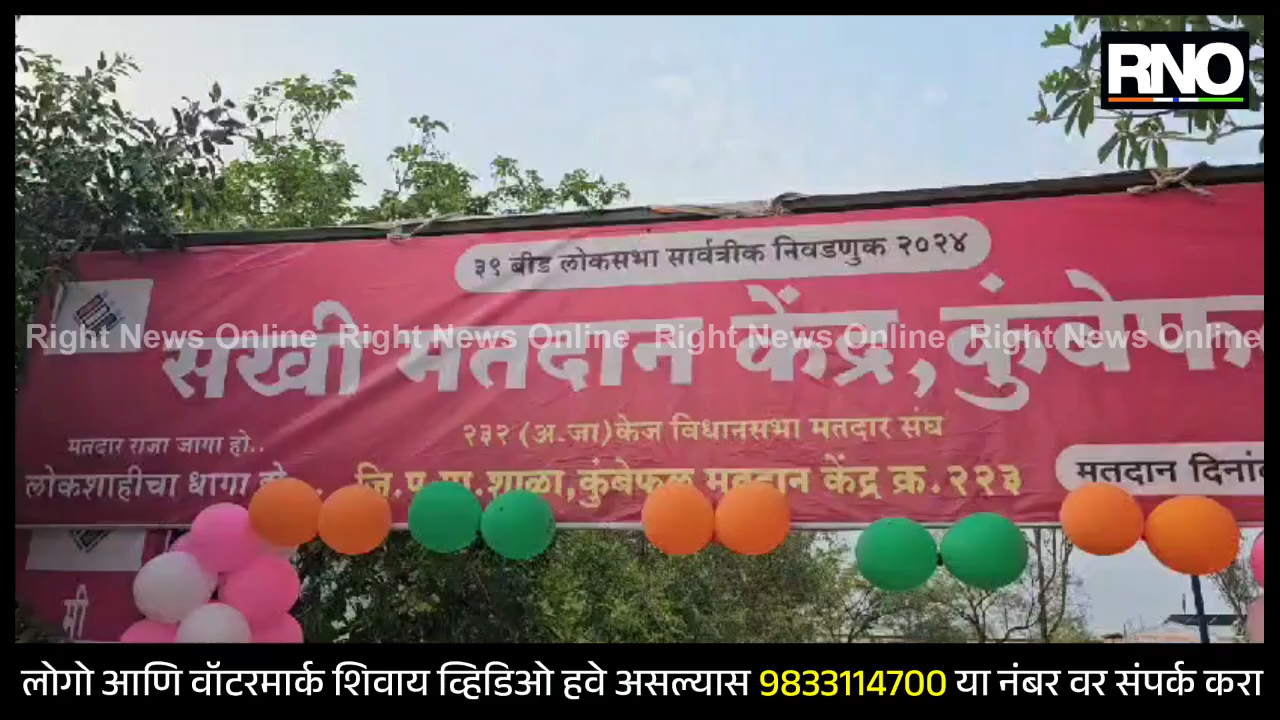 RNO
३९ बीड लोकसभा सार्वत्रीक निवडणुक २०२४
सखी मतदान केंद्र, कुंबेफ
Right News Online Right News Online Right News Online Right News Online
२३२ (अ.जा) केज विधानसभा मतदार संघ
मतदार राजा जागा हो..
लोकशाहीचा धागा हो
जि.प.प्रा.शाळा, कुंबेफळ मतदान केंद्र क्र.२२३
मतदान दिनां
मी
लोगो आणि वॉटरमार्क शिवाय व्हिडिओ हवे असल्यास 9833114700 या नंबर वर संपर्क करा